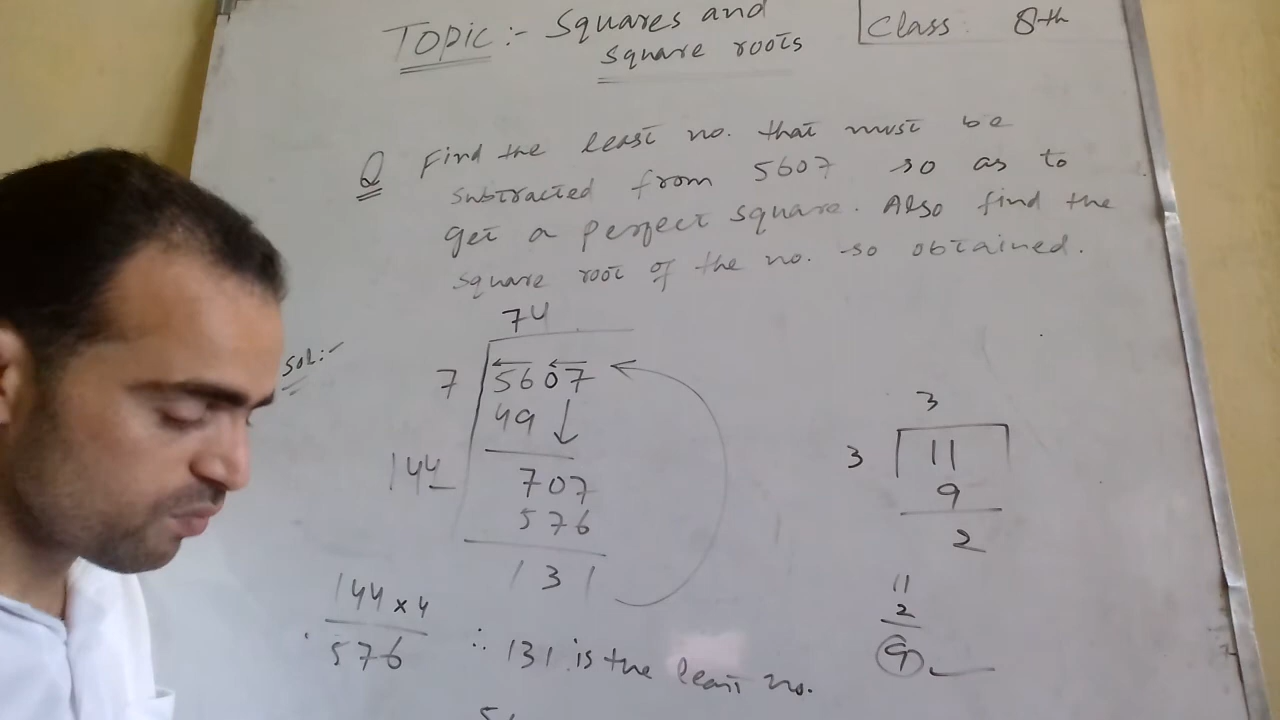 TOPIC:- Squares and
square roots
Class: 8th
Q Find the least no. that must be
subtracted from 5607 so as to
get a perfect square. Also find the
square root of the no. so obtained.
Sol:-
74
7 5607
49
144 707
576
131
144 x 4
576
∴ 131 is the least no.
3
3 11
9
2
11
2
9